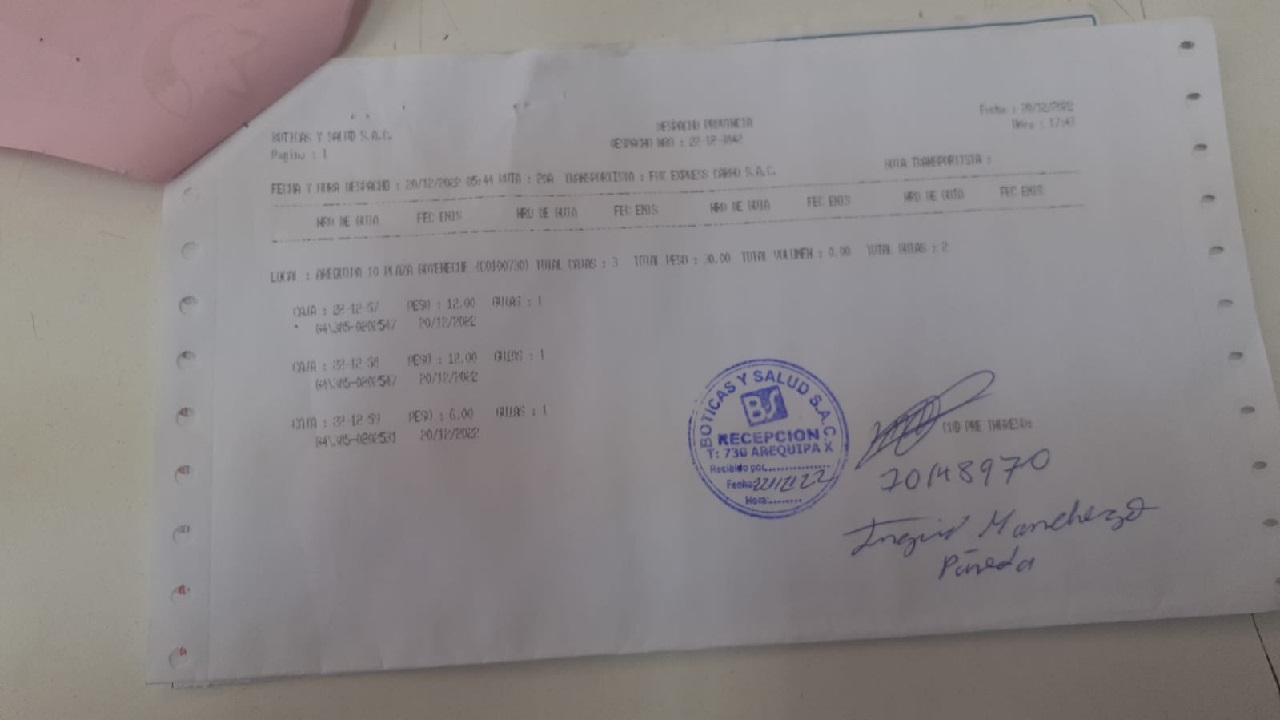 BOTICAS Y SALUD S.A.C.
Pagina : 1
DESPACHO PROVINCIA
DESPACHO NRO : 22-12-
Fecha : 20/12/2022
Hora : 17:47
FECHA Y HORA DESPACHO : 20/12/2022 05:44 RUTA : TRANSPORTISTA : EXPRESS CARGO S.A.C.
NOTA TRANSPORTISTA :
NRO DE GUIA FEC EMIS NRO DE GUIA FEC EMIS NRO DE GUIA FEC EMIS NRO DE GUIA FEC EMIS
LOCAL : AREQUIPA 10 PLAZA GOYENECHE TOTAL CAJAS : 3 TOTAL PESO : 30.00 TOTAL VOLUMEN : 0.00 TOTAL GUIAS : 2
CAJA : 22-12-57 PESO : 12.00 GUIAS : 1
20/12/2022
CAJA : 22-12-58 PESO : 12.00 GUIAS : 1
20/12/2022
CAJA : 22-12-59 PESO : 6.00 GUIAS : 1
20/12/2022
BOTICAS Y SALUD S.A.C.
BS
RECEPCION
T: 730 AREQUIPA X
Recibido por
Fecha 22/12/22
Hora:
70148970
Ingrid Manchego
Pineda